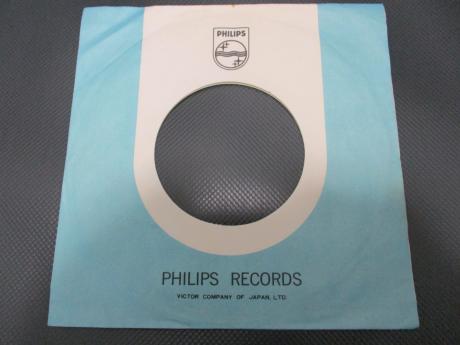 PHILIPS
PHILIPS RECORDS
VICTOR COMPANY OF JAPAN, LTD.